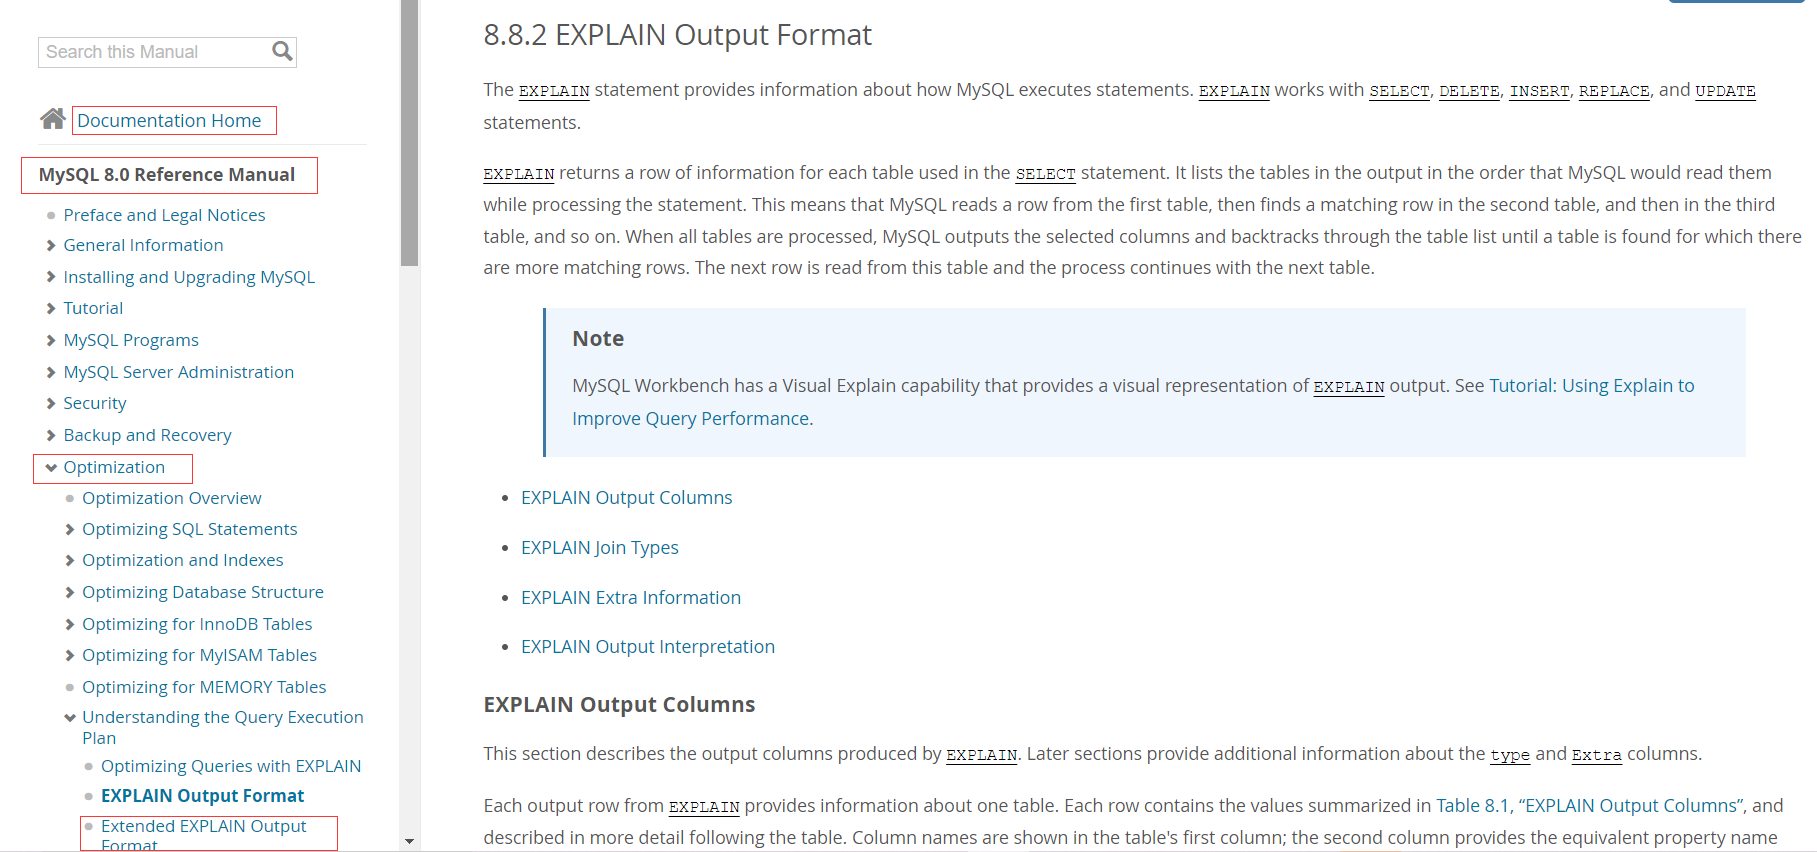 Search this Manual
Documentation Home
MySQL 8.0 Reference Manual
Preface and Legal Notices
General Information
Installing and Upgrading MySQL
Tutorial
MySQL Programs
MySQL Server Administration
Security
Backup and Recovery
Optimization
Optimization Overview
Optimizing SQL Statements
Optimization and Indexes
Optimizing Database Structure
Optimizing for InnoDB Tables
Optimizing for MyISAM Tables
Optimizing for MEMORY Tables
Understanding the Query Execution
Plan
Optimizing Queries with EXPLAIN
EXPLAIN Output Format
Extended EXPLAIN Output
Format
8.8.2 EXPLAIN Output Format
The EXPLAIN statement provides information about how MySQL executes statements. EXPLAIN works with SELECT, DELETE, INSERT, REPLACE, and UPDATE
statements.
EXPLAIN returns a row of information for each table used in the SELECT statement. It lists the tables in the output in the order that MySQL would read them
while processing the statement. This means that MySQL reads a row from the first table, then finds a matching row in the second table, and then in the third
table, and so on. When all tables are processed, MySQL outputs the selected columns and backtracks through the table list until a table is found for which there
are more matching rows. The next row is read from this table and the process continues with the next table.
Note
MySQL Workbench has a Visual Explain capability that provides a visual representation of EXPLAIN output. See Tutorial: Using Explain to
Improve Query Performance.
• EXPLAIN Output Columns
• EXPLAIN Join Types
• EXPLAIN Extra Information
• EXPLAIN Output Interpretation
EXPLAIN Output Columns
This section describes the output columns produced by EXPLAIN. Later sections provide additional information about the type and Extra columns.
Each output row from EXPLAIN provides information about one table. Each row contains the values summarized in Table 8.1, “EXPLAIN Output Columns”, and
described in more detail following the table. Column names are shown in the table's first column; the second column provides the equivalent property name